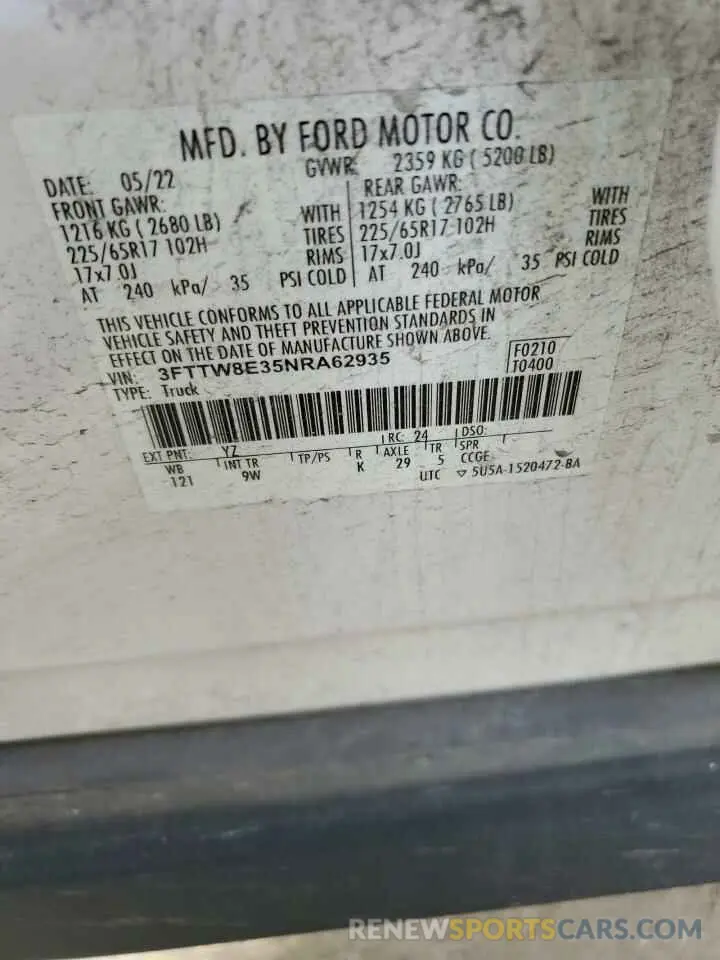 MFD. BY FORD MOTOR CO.
DATE: 05/22 GVWR: 2359 KG ( 5200 LB)
FRONT GAWR: REAR GAWR:
1216 KG ( 2680 LB) WITH 1254 KG ( 2765 LB) WITH
225/65R17 102H TIRES 225/65R17 102H TIRES
17x7.0J RIMS 17x7.0J RIMS
AT 240 kPa/ 35 PSI COLD AT 240 kPa/ 35 PSI COLD
THIS VEHICLE CONFORMS TO ALL APPLICABLE FEDERAL MOTOR
VEHICLE SAFETY AND THEFT PREVENTION STANDARDS IN
EFFECT ON THE DATE OF MANUFACTURE SHOWN ABOVE.
VIN: 3FTTW8E35NRA62935 F0210
TYPE: Truck T0400
EXT PNT: YZ RC: 24 DSO:
WB INT TR TP/PS R AXLE TR SPR
121 9W K 29 5 CCGE
UTC ▽ 5U5A-1520472-BA
RENEWSPORTSCARS.COM